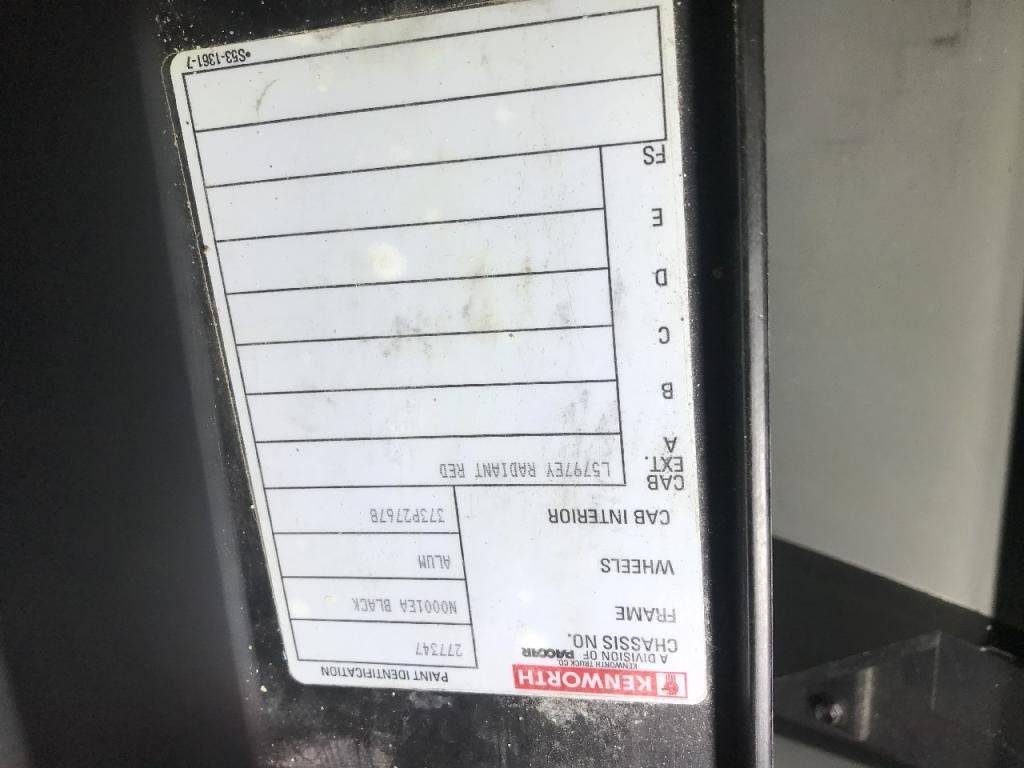 KENWORTH PAINT IDENTIFICATION
KENWORTH TRUCK CO.
A DIVISION OF PACCAR
CHASSIS NO. 277347
FRAME N0001EA BLACK
WHEELS ALUM
CAB INTERIOR 373P27678
CAB
EXT. L5797EY RADIANT RED
A
B
C
D
E
FS
•S53-1361-7